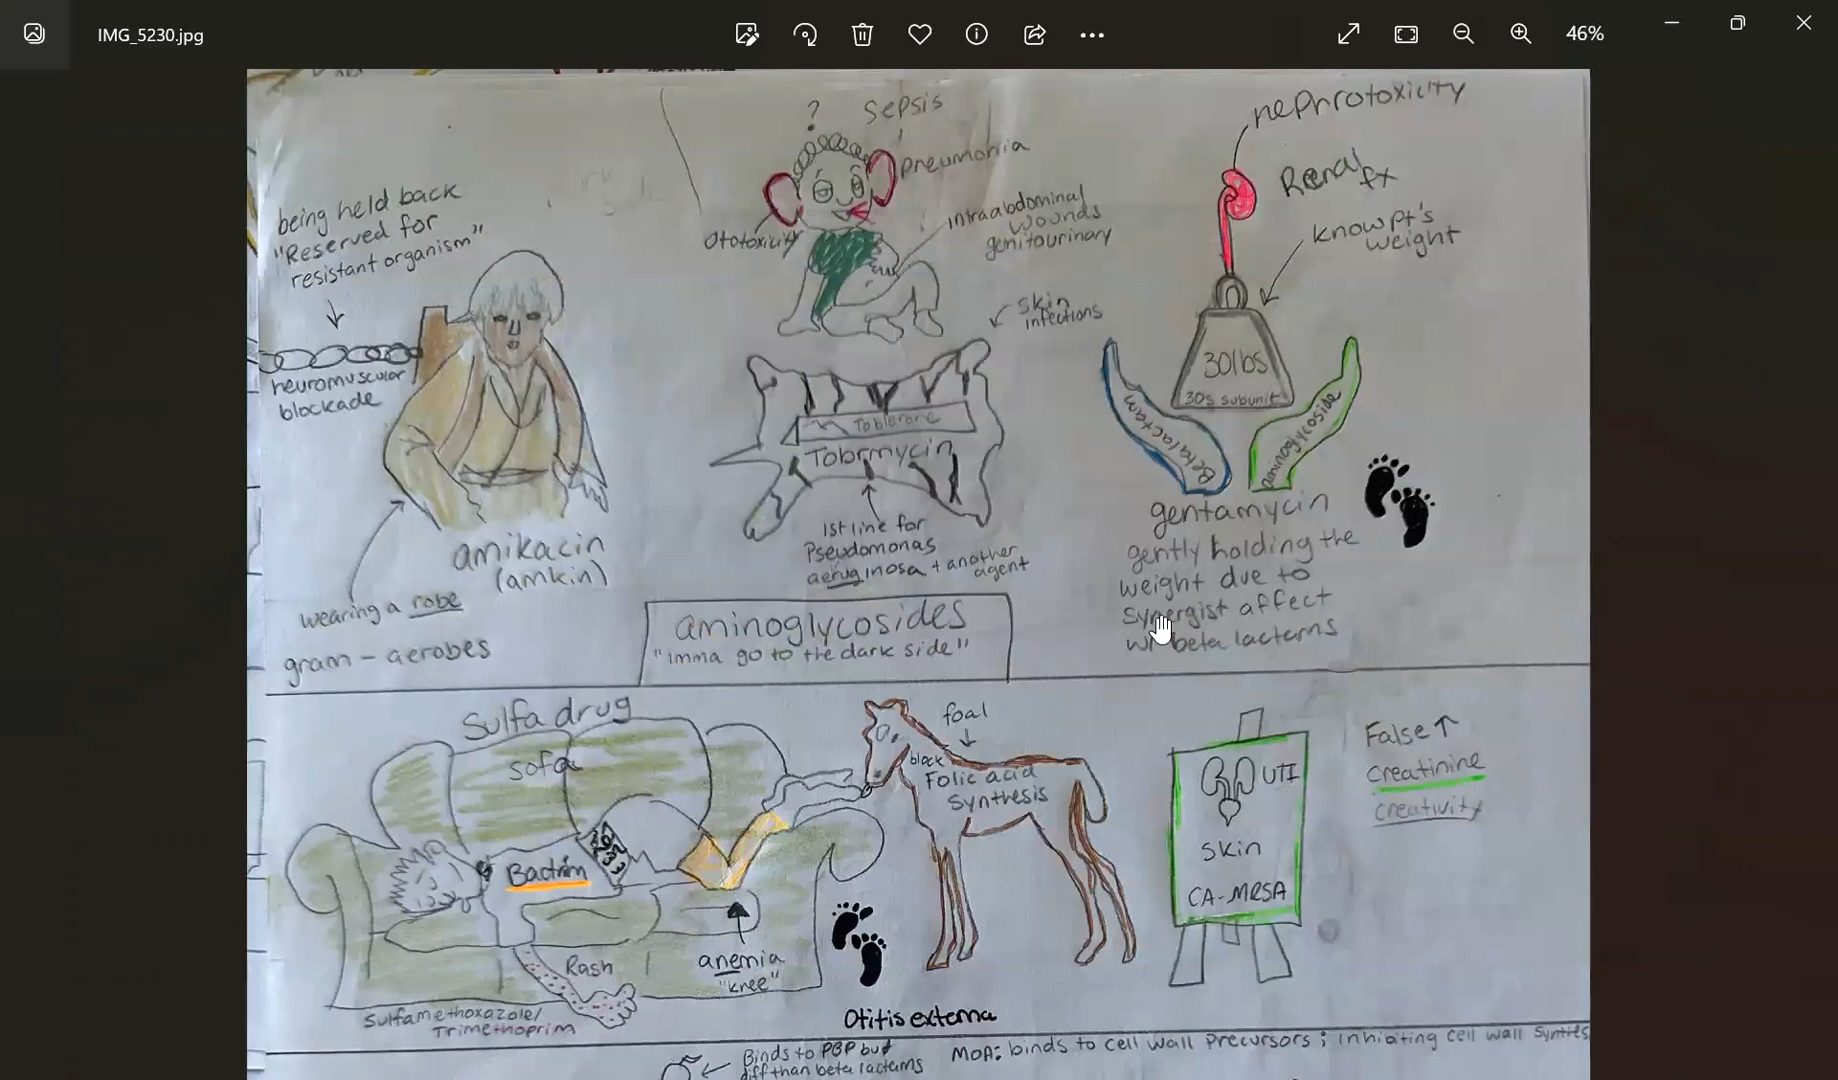 IMG_5230.jpg
46%
being held back
"Reserved for
resistant organism"
neuromuscular
blockade
amikacin
(amkin)
wearing a robe
gram - aerobes
?
Sepsis
pneumonia
Ototoxicity
intraabdominal
wounds
genitourinary
skin
infections
Toblerone
Tobrmycin
1st line for
Pseudomonas
aeruginosa + another
agent
aminoglycosides
"imma go to the dark side"
nephrotoxicity
Renal
fx
know pt's
weight
30lbs
30s subunit
Betalactam
aminoglycoside
gentamycin
gently holding the
weight due to
synergist affect
w/ beta lactams
Sulfa drug
sofa
Bactrim
Rash
anemia
"knee"
Sulfamethoxazole/
Trimethoprim
foal
block
Folic acid
Synthesis
Otitis externa
UTI
skin
CA-MRSA
False ↑
Creatinine
creativity
Binds to PBP but
diff than beta lactams
MOA: binds to cell wall precursors ; inhibiting cell wall synthes